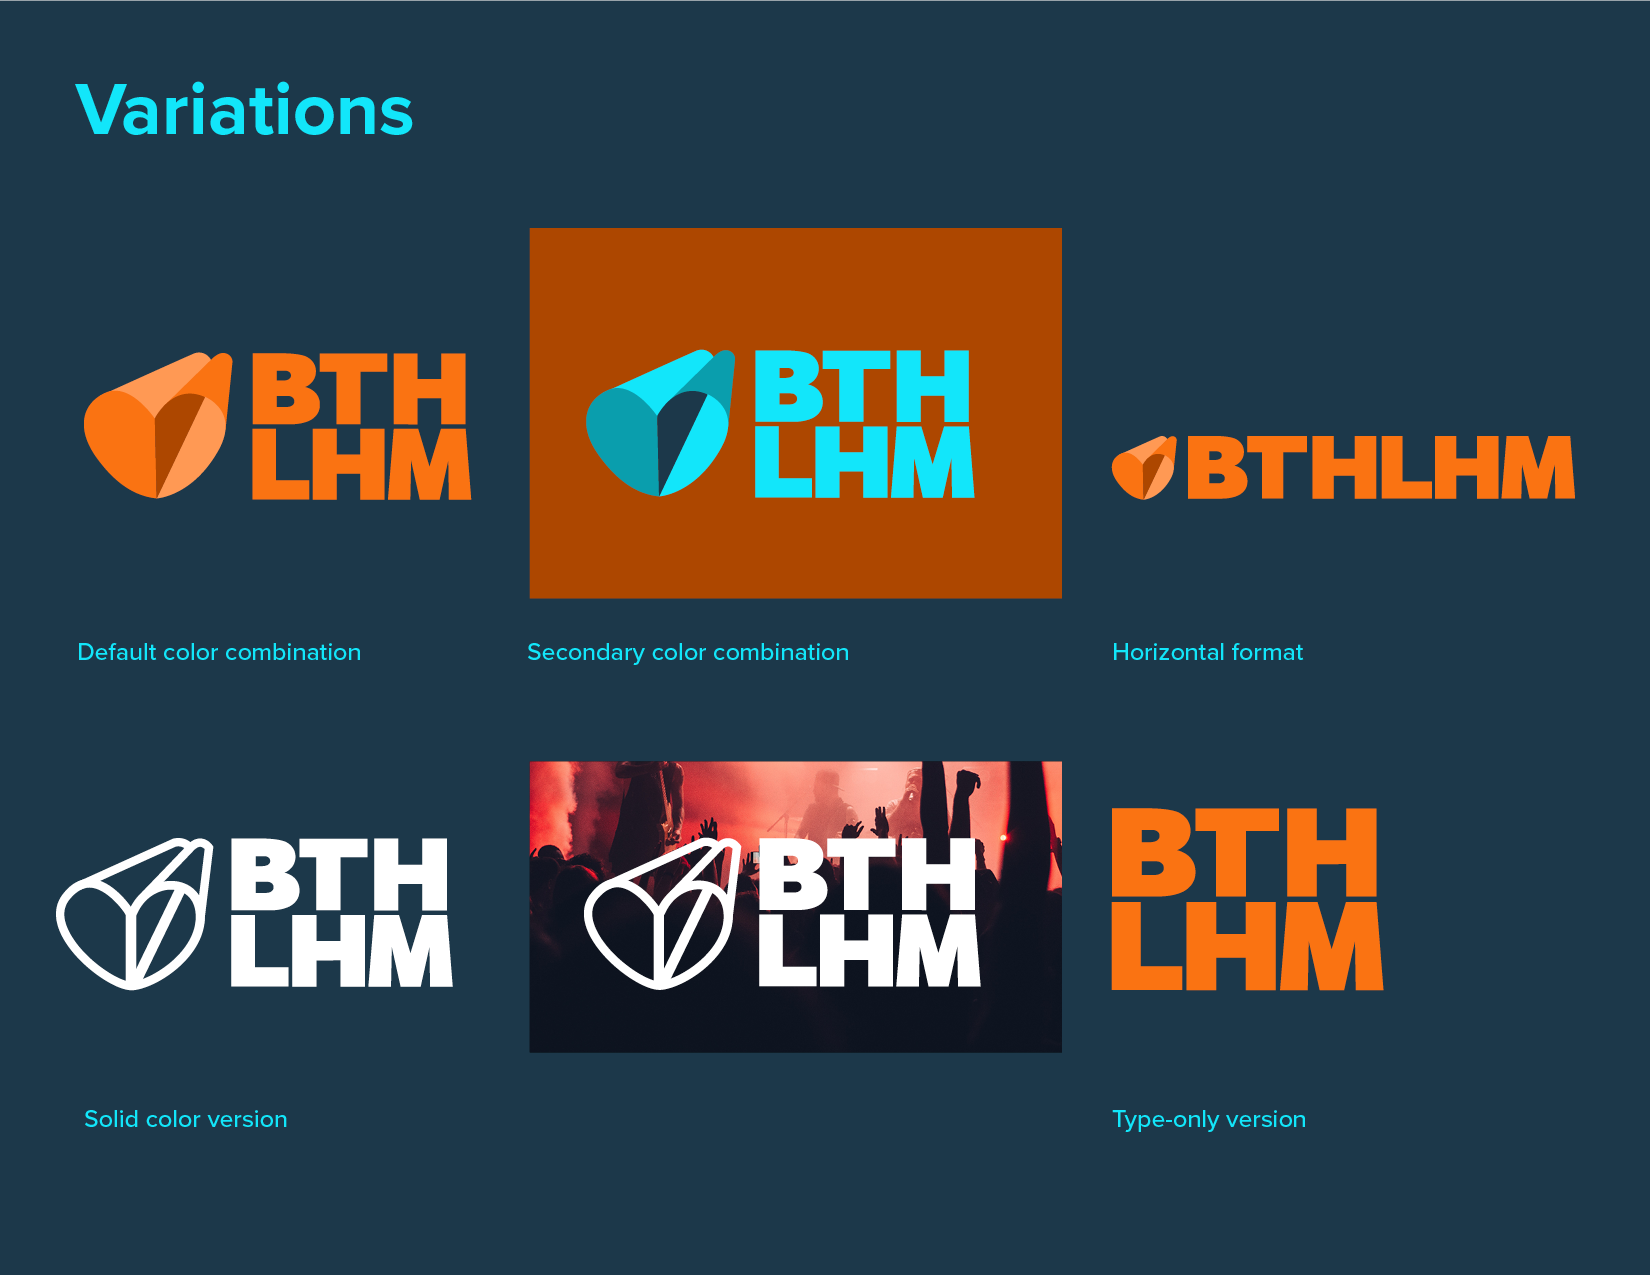 Variations
BTH
LHM
BTH
LHM
BTHLHM
Default color combination
Secondary color combination
Horizontal format
BTH
LHM
BTH
LHM
BTH
LHM
Solid color version
Type-only version